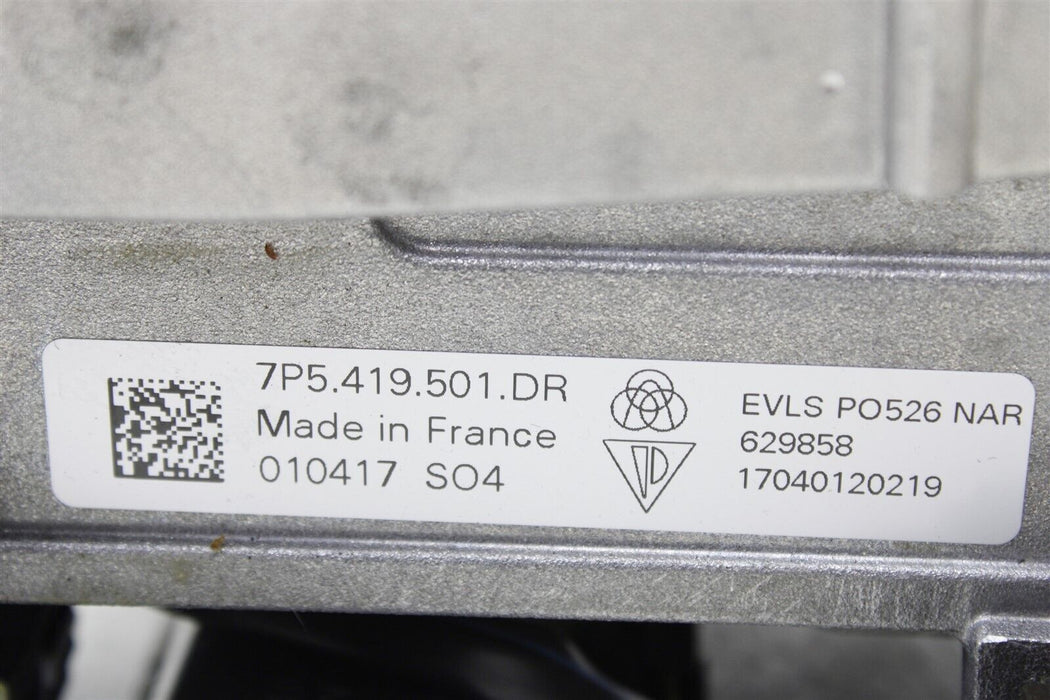 7P5.419.501.DR
Made in France
010417 SO4
EVLS PO526 NAR
629858
17040120219